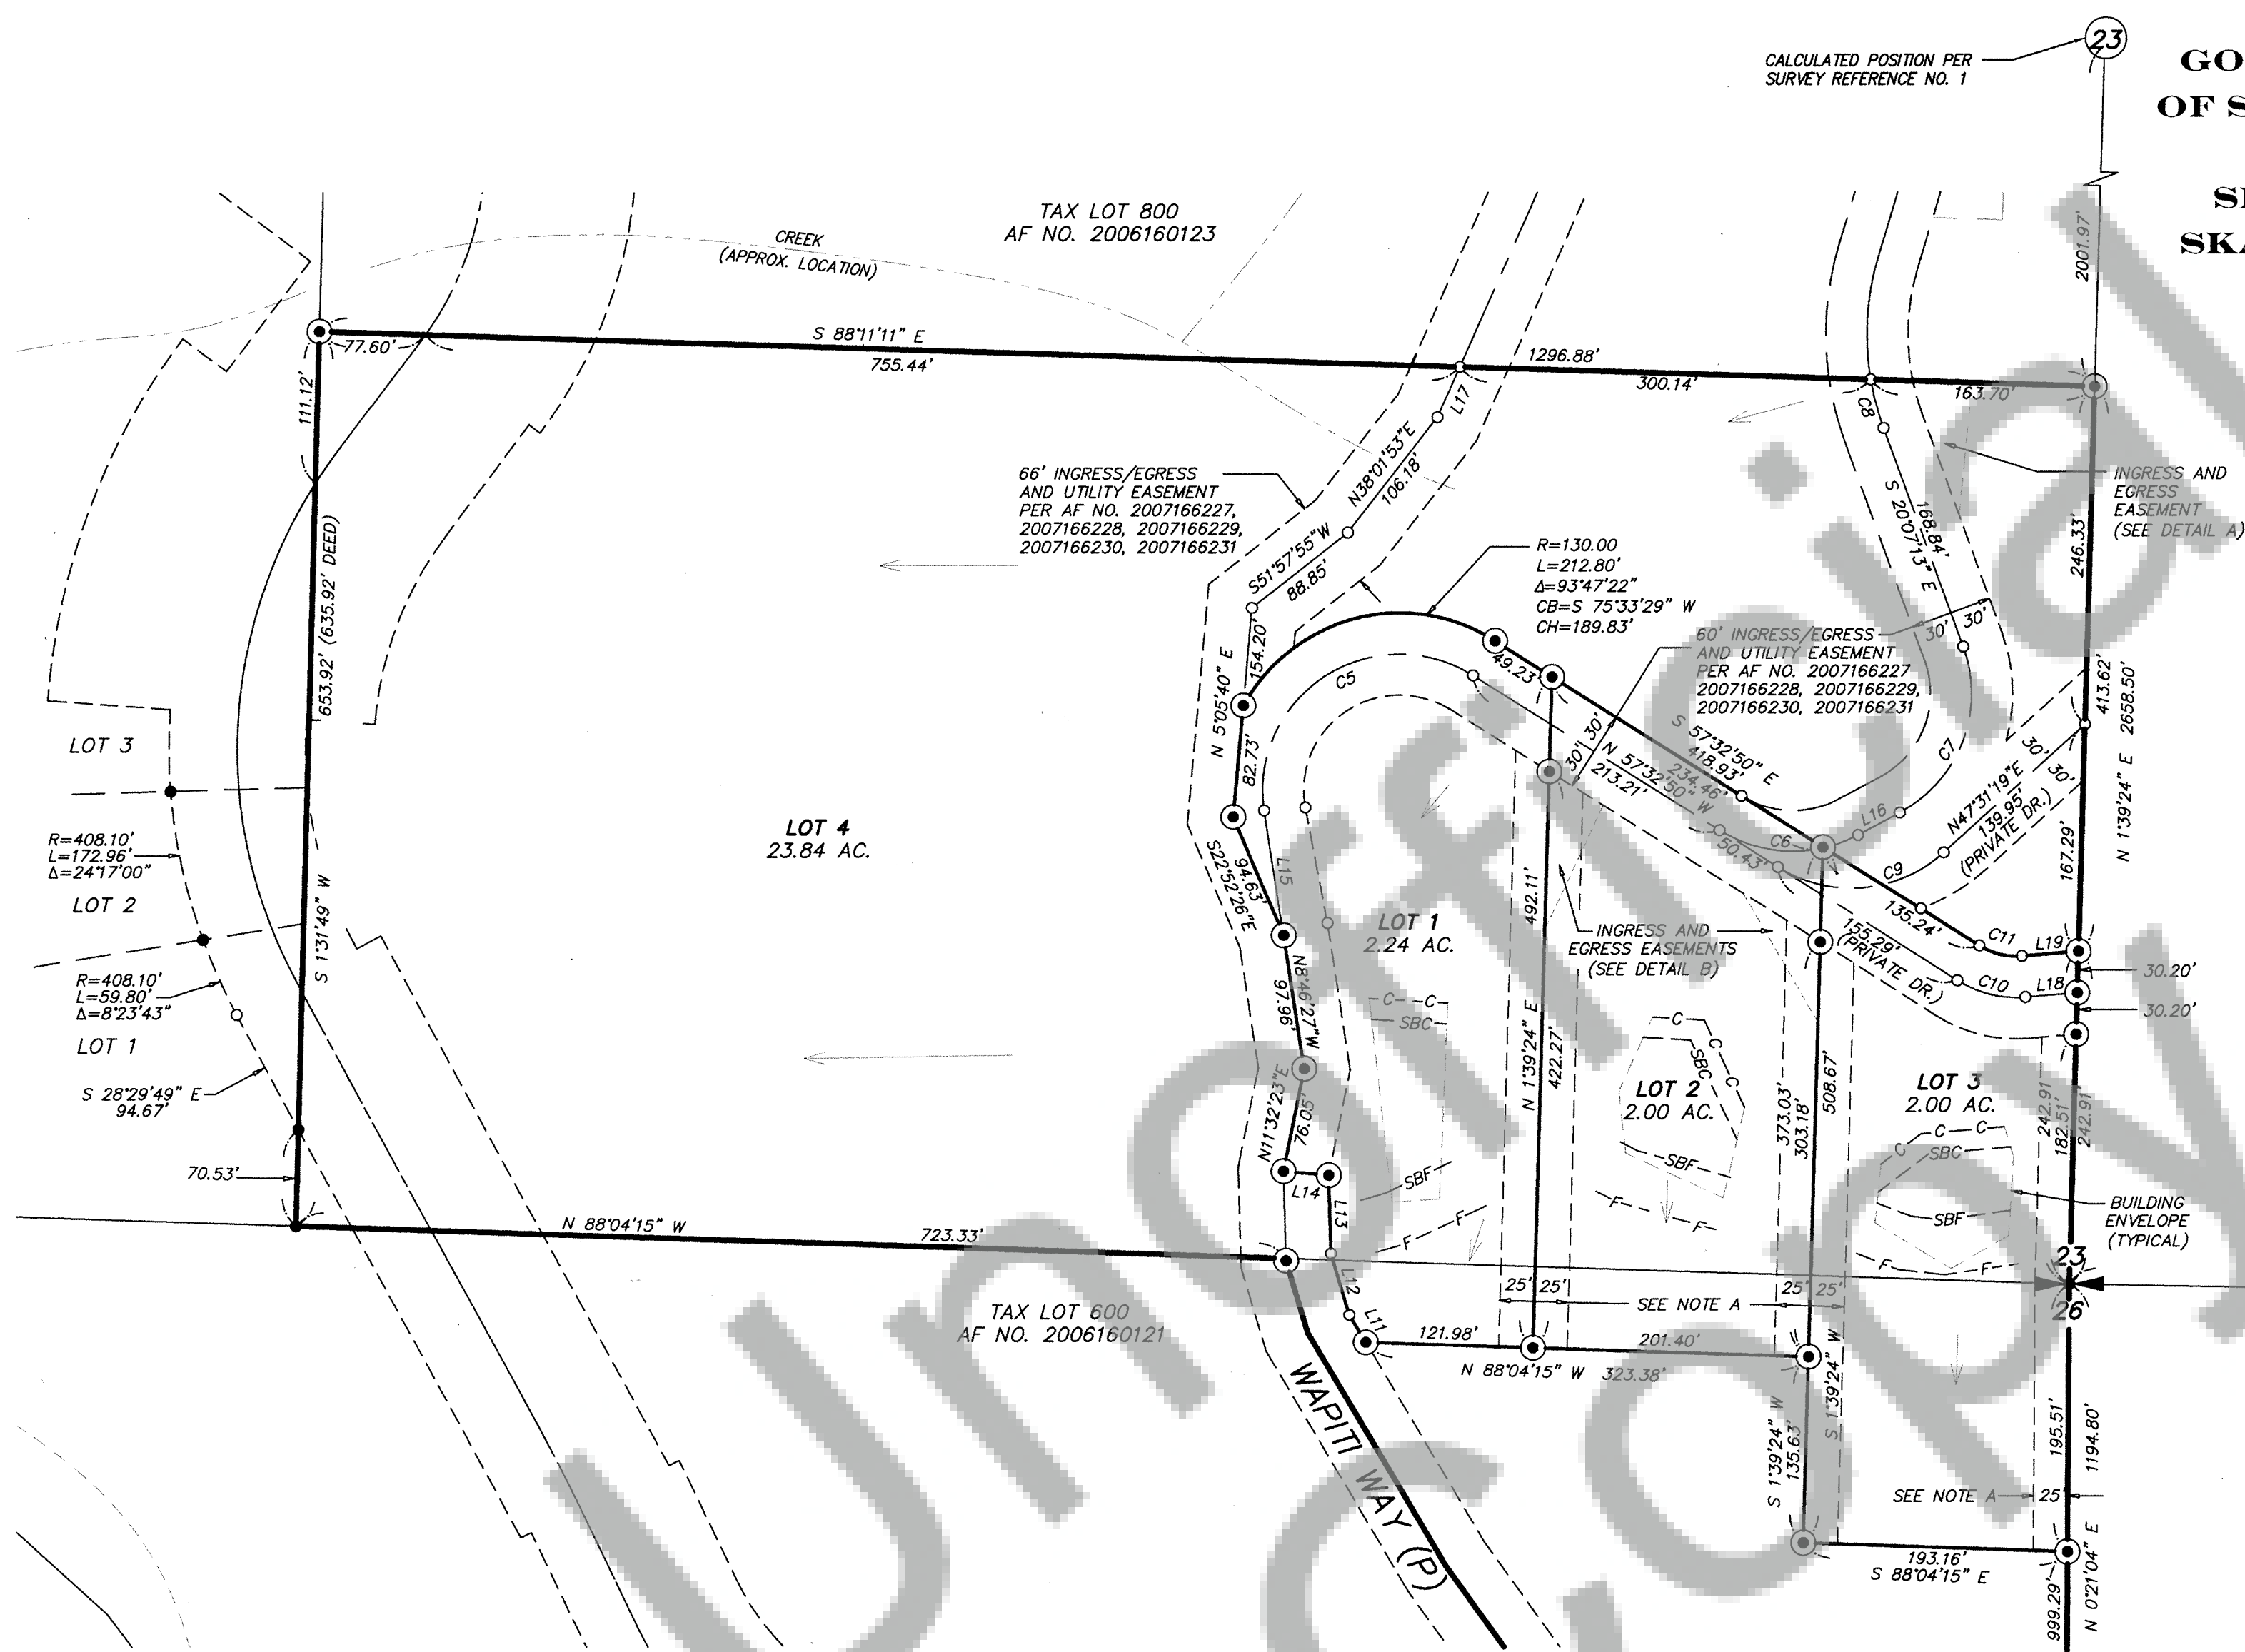 23
CALCULATED POSITION PER
SURVEY REFERENCE NO. 1
GO
OF S
SKA
2001.97'
TAX LOT 800
AF NO. 2006160123
CREEK
(APPROX. LOCATION)
77.60'
S 88°11'11" E
755.44'
1296.88'
300.14'
163.70'
111.12'
653.92' (635.92' DEED)
S 1°31'49" W
L17
C8
N38°01'53"E
106.18'
S51°57'55"W
88.85'
66' INGRESS/EGRESS
AND UTILITY EASEMENT
PER AF NO. 2007166227,
2007166228, 2007166229,
2007166230, 2007166231
R=130.00
L=212.80'
Δ=93°47'22"
CB=S 75°33'29" W
CH=189.83'
168.84'
S 20°07'13" E
INGRESS AND
EGRESS
EASEMENT
(SEE DETAIL A)
246.33'
413.62'
2658.50'
N 1°39'24" E
30'
30'
60' INGRESS/EGRESS
AND UTILITY EASEMENT
PER AF NO. 2007166227
2007166228, 2007166229,
2007166230, 2007166231
N 5°05'40" E
154.20'
82.73'
C5
49.23'
30'
30'
S 57°32'50" E
418.93'
234.46'
N 57°32'50" W
213.21'
50.43'
C6
L16
C7
C9
N47°31'19"E
139.95'
(PRIVATE DR.)
30'
30'
167.29'
LOT 3
R=408.10'
L=172.96'
Δ=24°17'00"
LOT 2
R=408.10'
L=59.80'
Δ=8°23'43"
LOT 1
S 28°29'49" E
94.67'
70.53'
LOT 4
23.84 AC.
S22°52'26"E
94.63'
L15
N8°46'27"W
97.96'
N11°32'23"E
76.05'
L14
L13
L12
L11
LOT 1
2.24 AC.
C
C
SBC
SBF
F
F
492.11'
N 1°39'24" E
422.27'
INGRESS AND
EGRESS EASEMENTS
(SEE DETAIL B)
135.24'
155.29'
(PRIVATE DR.)
C11
L19
C10
L18
30.20'
30.20'
LOT 2
2.00 AC.
C
C
C
SBC
SBF
F
F
373.03'
303.18'
508.67'
LOT 3
2.00 AC.
C
C
C
SBC
SBF
F
F
242.91'
182.51'
242.91'
BUILDING
ENVELOPE
(TYPICAL)
23
26
N 88°04'15" W
723.33'
TAX LOT 600
AF NO. 2006160121
25'
25'
SEE NOTE A
25'
25'
121.98'
201.40'
N 88°04'15" W 323.38'
S 1°39'24" W
135.63'
S 1°39'24" W
195.51'
1194.80'
SEE NOTE A
25'
193.16'
S 88°04'15" E
999.29'
N 0°21'04" E
WAPITI WAY (P)
Unofficial
Copy